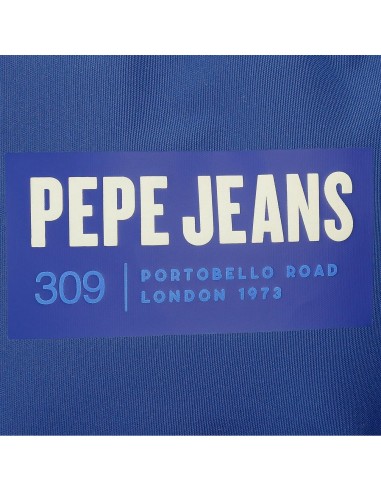 PEPE JEANS
309 | PORTOBELLO ROAD
LONDON 1973